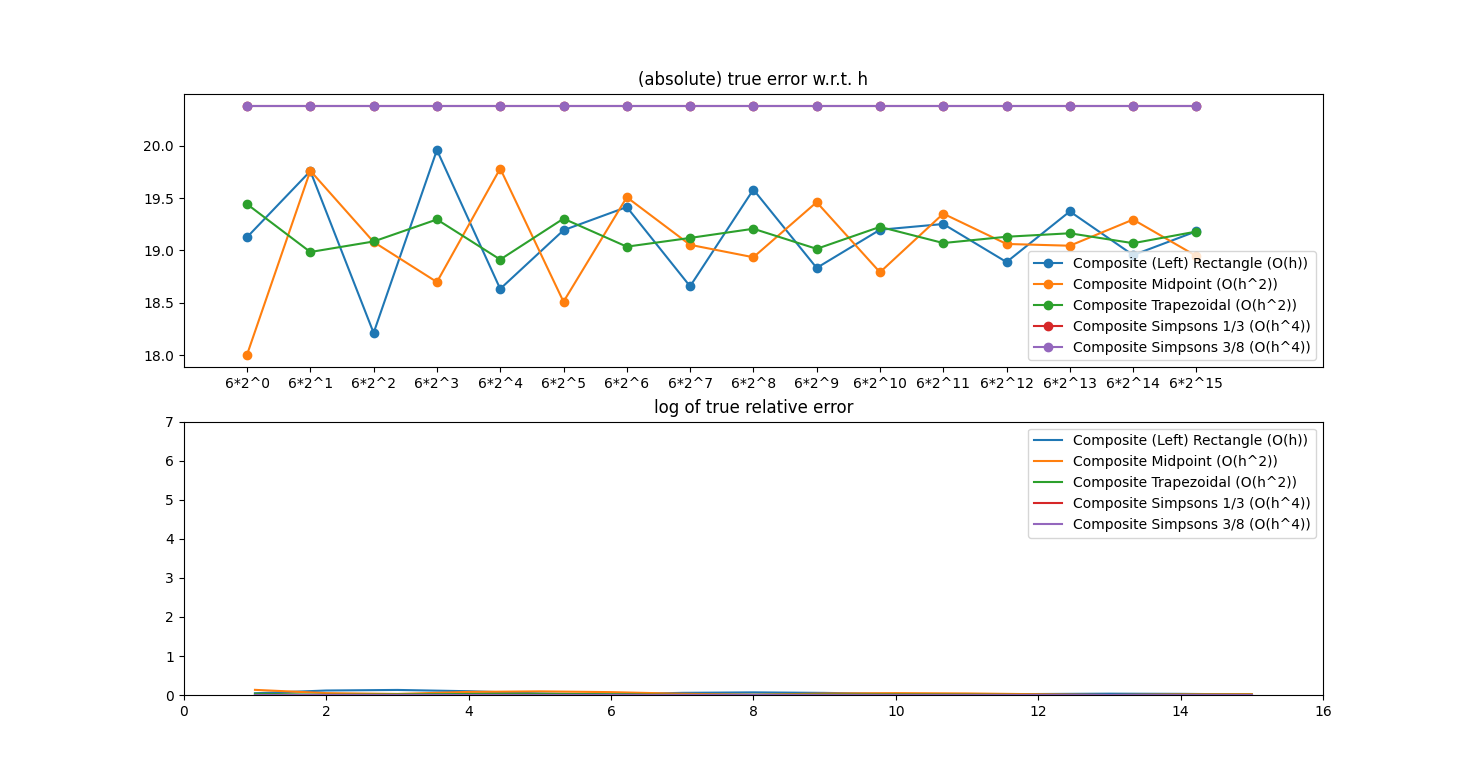 (absolute) true error w.r.t. h
20.0
19.5
19.0
18.5
18.0
Composite (Left) Rectangle (O(h))
Composite Midpoint (O(h^2))
Composite Trapezoidal (O(h^2))
Composite Simpsons 1/3 (O(h^4))
Composite Simpsons 3/8 (O(h^4))
6*2^0 6*2^1 6*2^2 6*2^3 6*2^4 6*2^5 6*2^6 6*2^7 6*2^8 6*2^9 6*2^10 6*2^11 6*2^12 6*2^13 6*2^14 6*2^15
log of true relative error
7
6
5
4
3
2
1
0
Composite (Left) Rectangle (O(h))
Composite Midpoint (O(h^2))
Composite Trapezoidal (O(h^2))
Composite Simpsons 1/3 (O(h^4))
Composite Simpsons 3/8 (O(h^4))
0 2 4 6 8 10 12 14 16